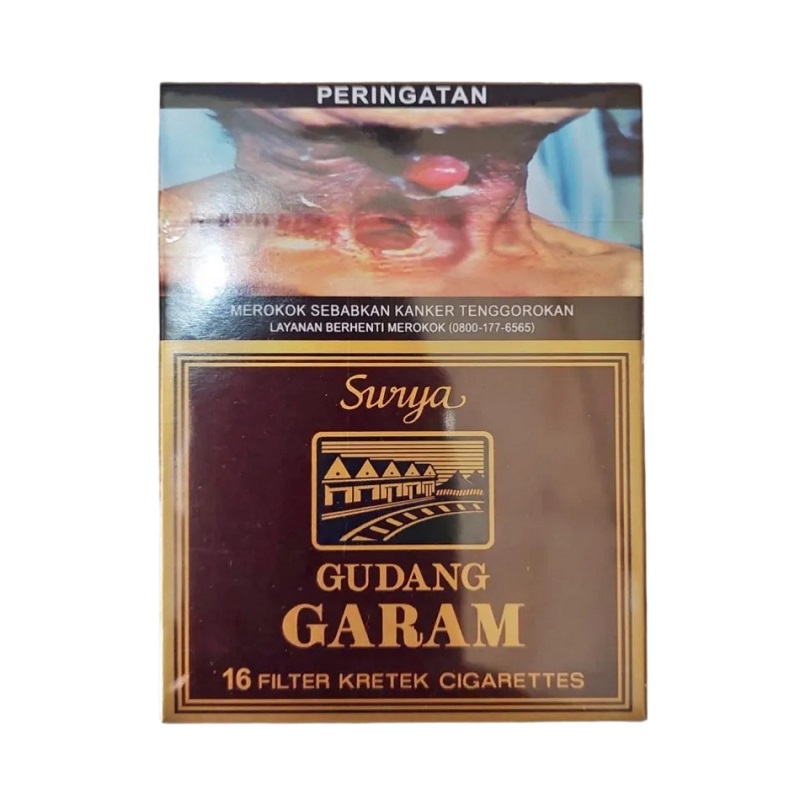 PERINGATAN
MEROKOK SEBABKAN KANKER TENGGOROKAN
LAYANAN BERHENTI MEROKOK (0800-177-6565)
Surya
GUDANG
GARAM
16 FILTER KRETEK CIGARETTES